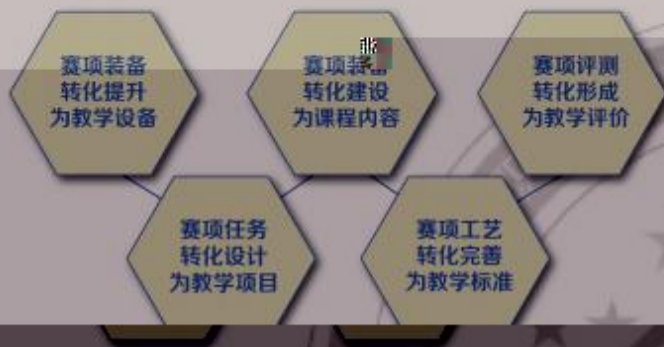 赛项装备
转化提升
为教学设备
赛项装备
转化建设
为课程内容
赛项评测
转化形成
为教学评价
赛项任务
转化设计
为教学项目
赛项工艺
转化完善
为教学标准